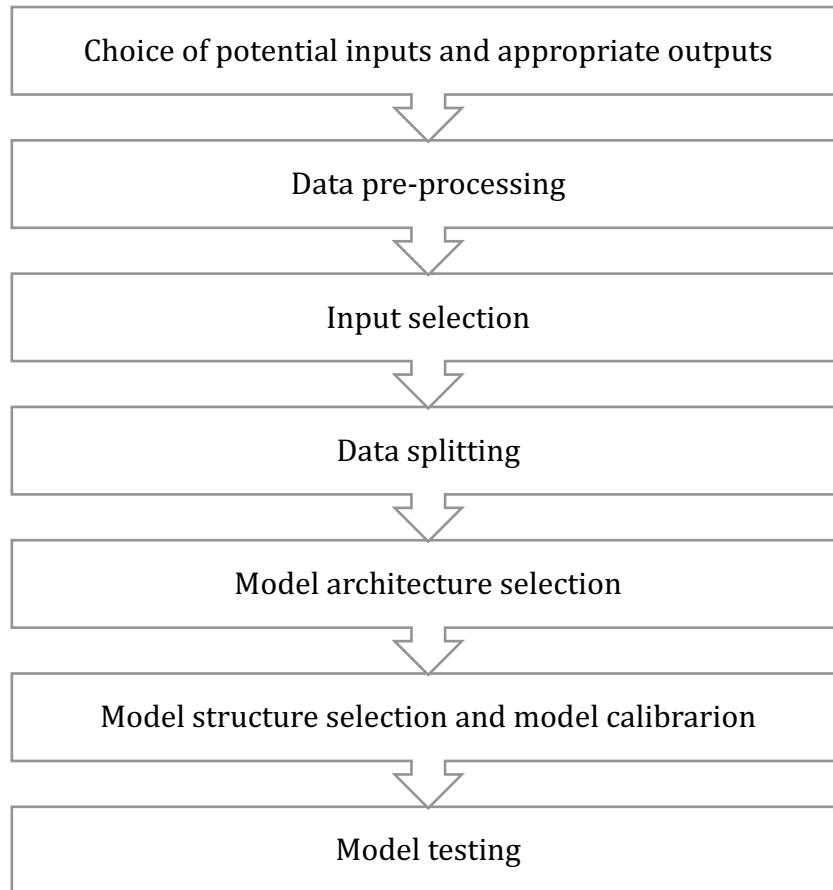 Choice of potential inputs and appropriate outputs
Data pre-processing
Input selection
Data splitting
Model architecture selection
Model structure selection and model calibrarion
Model testing